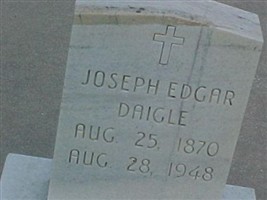 JOSEPH EDGAR
DAIGLE
AUG. 25, 1870
AUG. 28, 1948